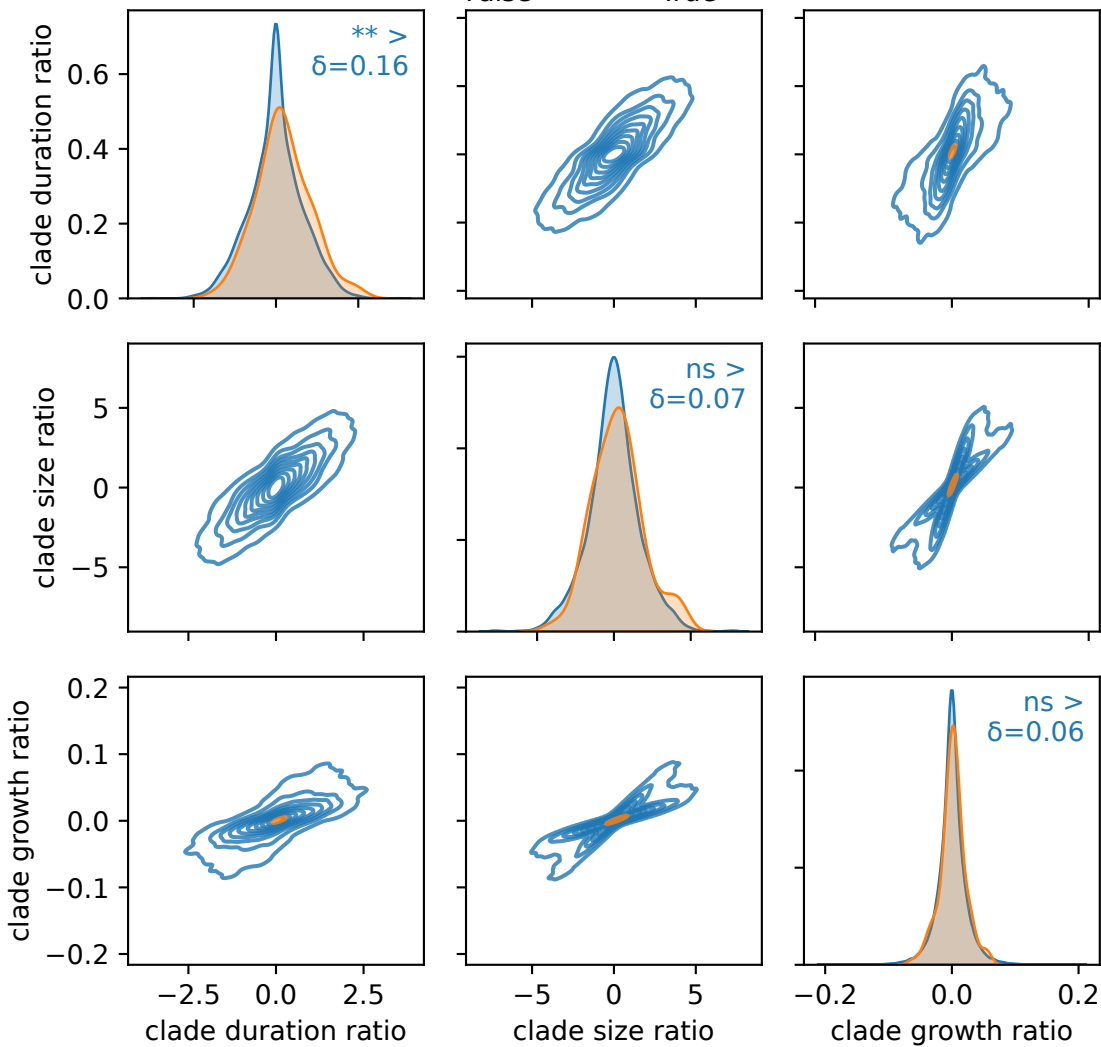 ** >
δ=0.16
clade duration ratio
0.6
0.4
0.2
0.0
ns >
δ=0.07
clade size ratio
5
0
−5
ns >
δ=0.06
clade growth ratio
0.2
0.1
0.0
−0.1
−0.2
−2.5 0.0 2.5
−5 0 5
−0.2 0.0 0.2
clade duration ratio
clade size ratio
clade growth ratio